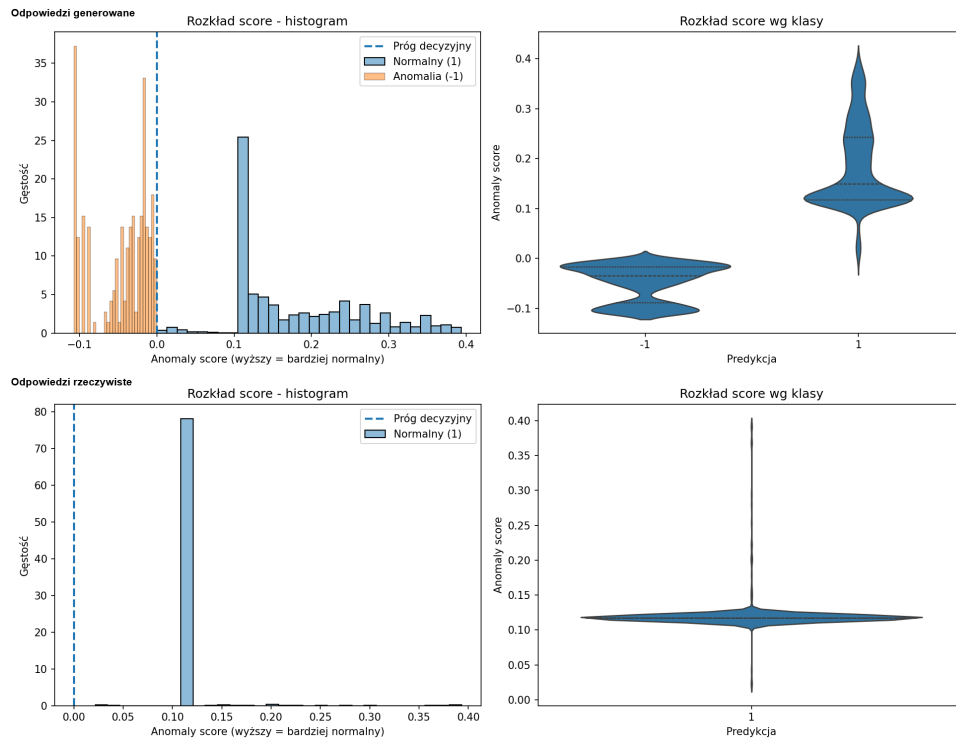 Odpowiedzi generowane
Rozkład score - histogram
Próg decyzyjny
Normalny (1)
Anomalia (-1)
Gęstość
35
30
25
20
15
10
5
0
−0.1
0.0
0.1
0.2
0.3
0.4
Anomaly score (wyższy = bardziej normalny)
Rozkład score wg klasy
Anomaly score
0.4
0.3
0.2
0.1
0.0
−0.1
-1
1
Predykcja
Odpowiedzi rzeczywiste
Rozkład score - histogram
Próg decyzyjny
Normalny (1)
Gęstość
80
70
60
50
40
30
20
10
0
0.00
0.05
0.10
0.15
0.20
0.25
0.30
0.35
0.40
Anomaly score (wyższy = bardziej normalny)
Rozkład score wg klasy
Anomaly score
0.40
0.35
0.30
0.25
0.20
0.15
0.10
0.05
0.00
1
Predykcja